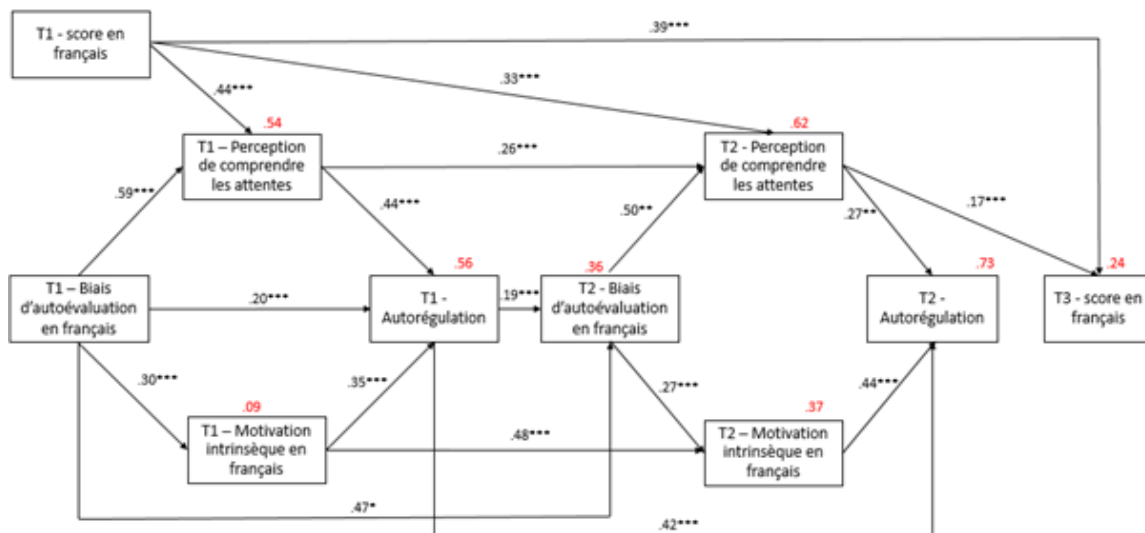 T1 - score en
français
.39***
.33***
.44***
.54
.62
T1 – Perception
de comprendre
les attentes
T2 - Perception
de comprendre
les attentes
.26***
.59***
.44***
.50**
.27**
.17***
.56
.36
.73
.24
T1 – Biais
d'autoévaluation
en français
.20***
T1 -
Autorégulation
.19***
T2 - Biais
d'autoévaluation
en français
T2 -
Autorégulation
T3 - score en
français
.30***
.35***
.27***
.44***
.09
.37
T1 – Motivation
intrinsèque en
français
.48***
T2 – Motivation
intrinsèque en
français
.47*
.42***